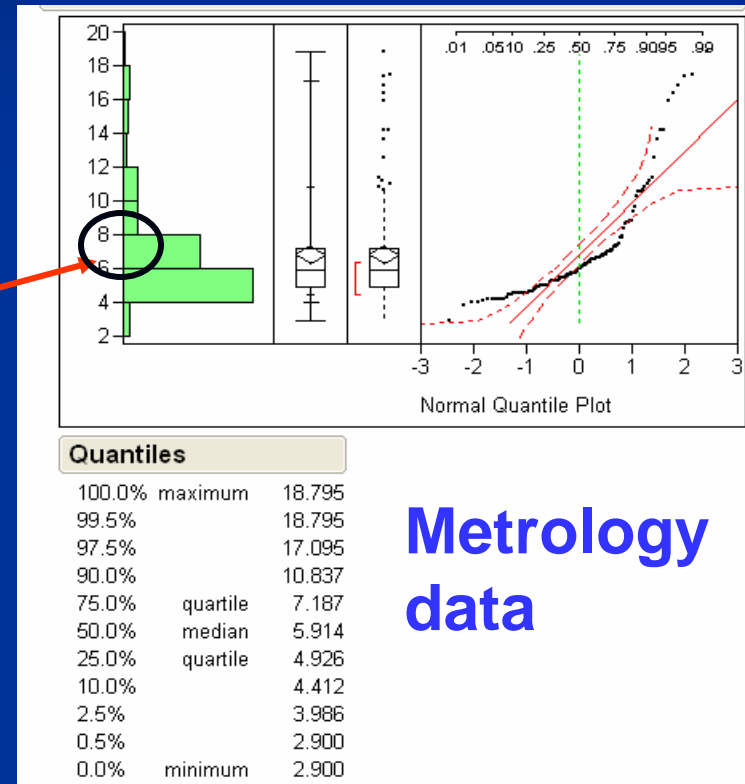 20
18
16
14
12
10
8
6
4
2
.01 .05 .10 .25 .50 .75 .90 .95 .99
-3 -2 -1 0 1 2 3
Normal Quantile Plot
Quantiles
100.0% maximum 18.795
99.5% 18.795
97.5% 17.095
90.0% 10.837
75.0% quartile 7.187
50.0% median 5.914
25.0% quartile 4.926
10.0% 4.412
2.5% 3.986
0.5% 2.900
0.0% minimum 2.900
Metrology
data